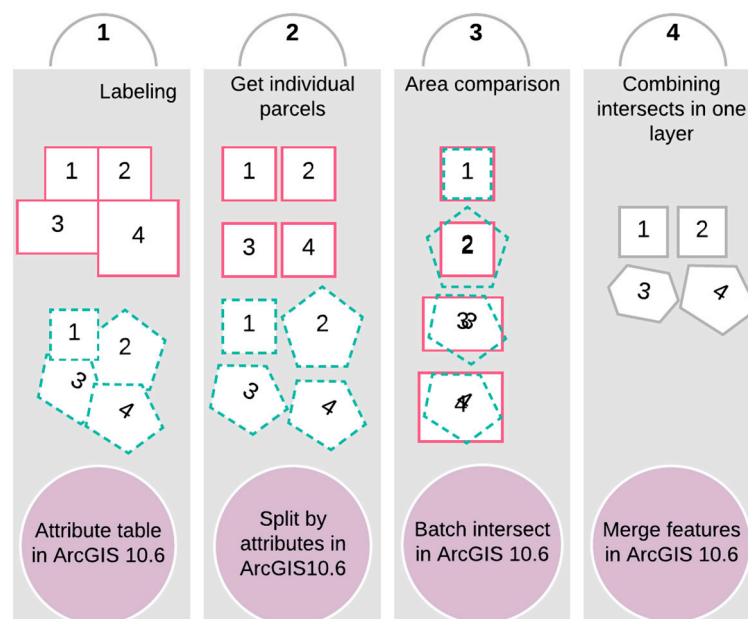 1
Labeling
1
2
3
4
1
2
3
4
Attribute table
in ArcGIS 10.6
2
Get individual
parcels
1
2
3
4
1
2
3
4
Split by
attributes in
ArcGIS10.6
3
Area comparison
1
2
3
3
4
4
Batch intersect
in ArcGIS 10.6
4
Combining
intersects in one
layer
1
2
3
4
Merge features
in ArcGIS 10.6